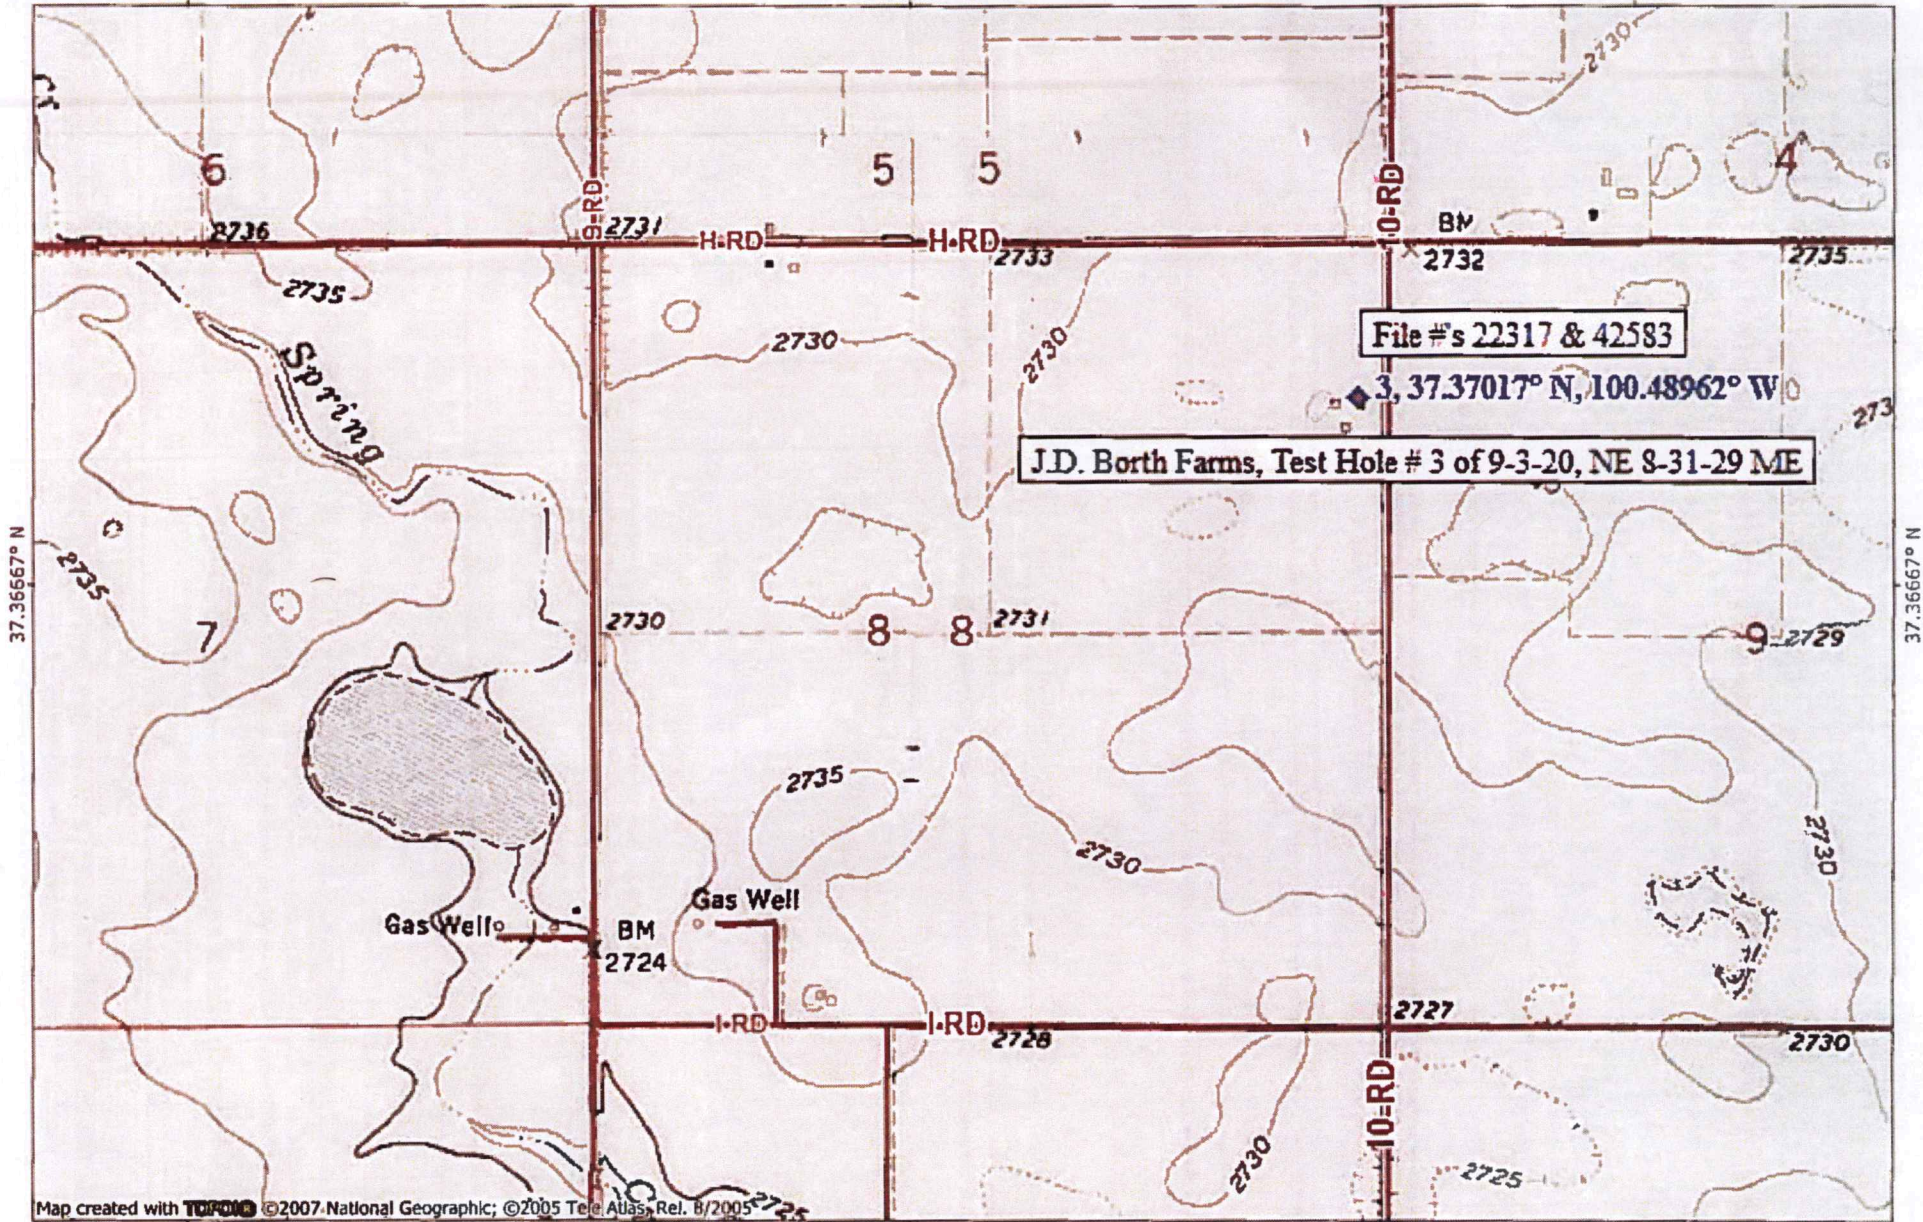 2730
6
5 5
4
9-RD
10-RD
2736
2731
H-RD
H-RD
2733
BM
2732
2735
2735
Spring
2730
2730
File #'s 22317 & 42583
3, 37.37017° N, 100.48962° W
J.D. Borth Farms, Test Hole # 3 of 9-3-20, NE 8-31-29 ME
37.36667° N
37.36667° N
2735
7
2730
8 8
2731
9
2729
2735
2730
2730
Gas Well
Gas Well
BM
2724
I-RD
I-RD
2728
2727
2730
10-RD
2730
2725
2725
Map created with TOPO!® ©2007 National Geographic; ©2005 Tele Atlas, Rel. 8/2005